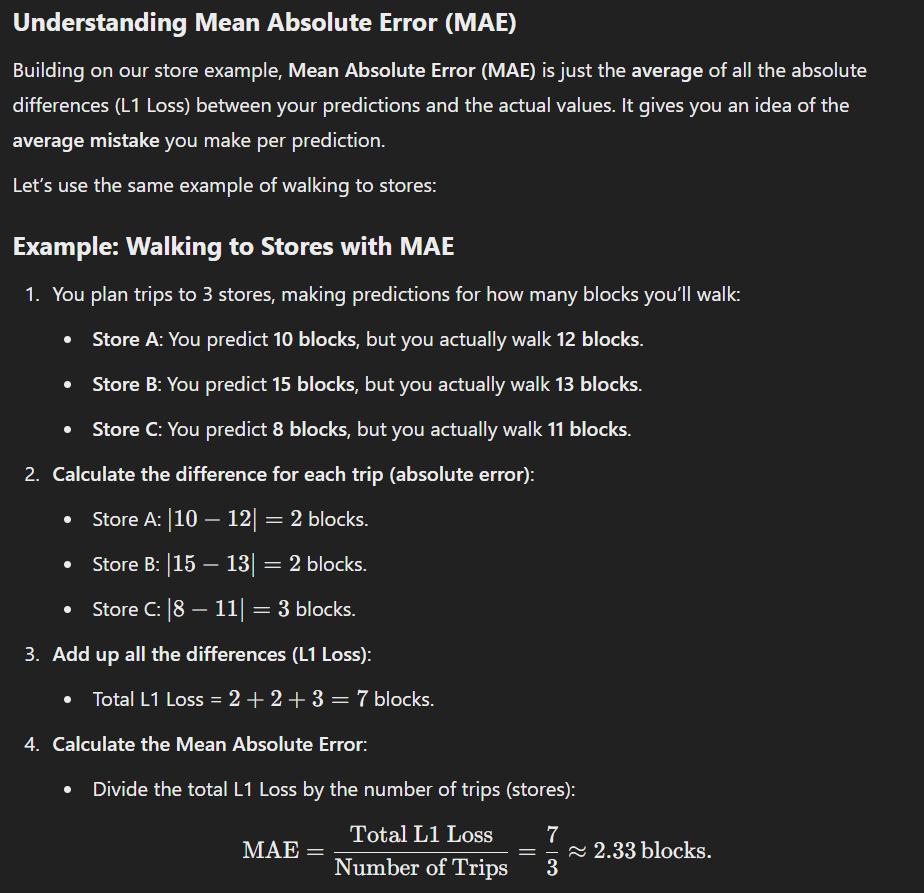 Understanding Mean Absolute Error (MAE)
Building on our store example, Mean Absolute Error (MAE) is just the average of all the absolute
differences (L1 Loss) between your predictions and the actual values. It gives you an idea of the
average mistake you make per prediction.
Let's use the same example of walking to stores:
Example: Walking to Stores with MAE
1. You plan trips to 3 stores, making predictions for how many blocks you'll walk:
• Store A: You predict 10 blocks, but you actually walk 12 blocks.
• Store B: You predict 15 blocks, but you actually walk 13 blocks.
• Store C: You predict 8 blocks, but you actually walk 11 blocks.
2. Calculate the difference for each trip (absolute error):
• Store A: |10 − 12| = 2 blocks.
• Store B: |15 − 13| = 2 blocks.
• Store C: |8 − 11| = 3 blocks.
3. Add up all the differences (L1 Loss):
• Total L1 Loss = 2 + 2 + 3 = 7 blocks.
4. Calculate the Mean Absolute Error:
• Divide the total L1 Loss by the number of trips (stores):
MAE = Total L1 Loss / Number of Trips = 7 / 3 ≈ 2.33 blocks.